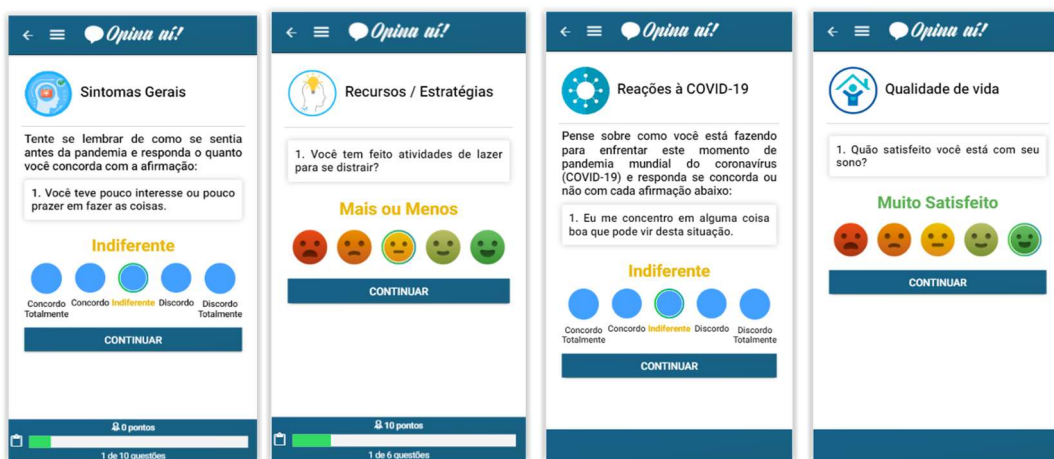 Opina aí!
Sintomas Gerais
Tente se lembrar de como se sentia
antes da pandemia e responda o quanto
você concorda com a afirmação:
1. Você teve pouco interesse ou pouco
prazer em fazer as coisas.
Indiferente
Concordo Totalmente
Concordo
Indiferente
Discordo
Discordo Totalmente
CONTINUAR
0 pontos
1 de 10 questões
Opina aí!
Recursos / Estratégias
1. Você tem feito atividades de lazer
para se distrair?
Mais ou Menos
CONTINUAR
10 pontos
1 de 6 questões
Opina aí!
Reações à COVID-19
Pense sobre como você está fazendo
para enfrentar este momento de
pandemia mundial do coronavírus
(COVID-19) e responda se concorda ou
não com cada afirmação abaixo:
1. Eu me concentro em alguma coisa
boa que pode vir desta situação.
Indiferente
Concordo Totalmente
Concordo
Indiferente
Discordo
Discordo Totalmente
CONTINUAR
Opina aí!
Qualidade de vida
1. Quão satisfeito você está com seu
sono?
Muito Satisfeito
CONTINUAR